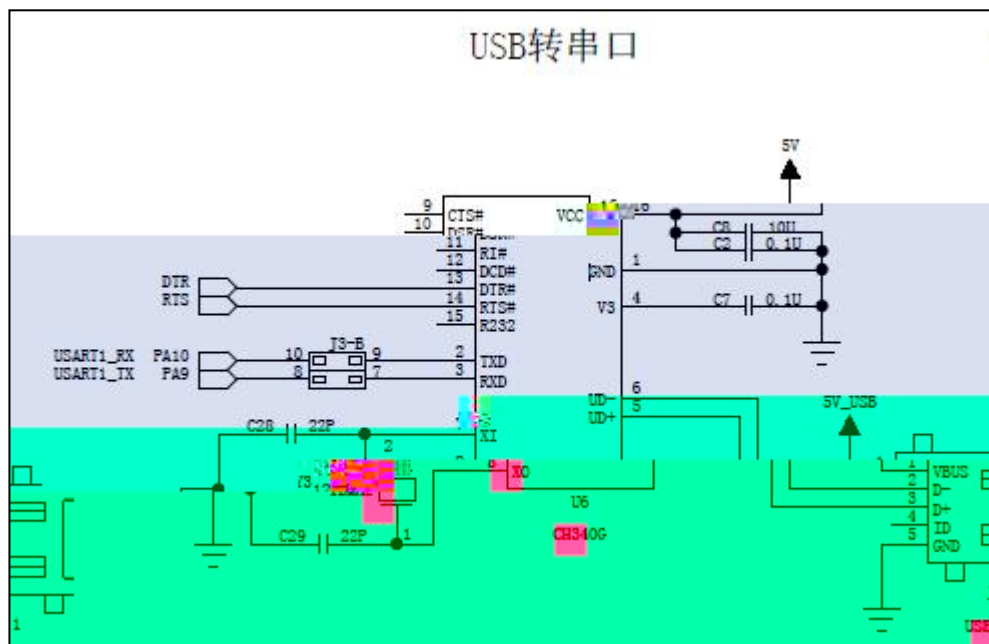 USB转串口
5V
9 CTS# VCC 16
10 DSR# C8 10U
11 RI# C2 0.1U
12 DCD# GND 1
DTR 13 DTR#
RTS 14 RTS# V3 4 C7 0.1U
15 R232
J3-B
USART1_RX PA10 10 9 2 TXD
USART1_TX PA9 8 7 3 RXD
UD- 6
UD+ 5
5V_USB
C28 22P XI
2
XO
1 VBUS
2 D-
3 D+
4 ID
5 GND
U6
C29 22P 1 CH340G
1
USB